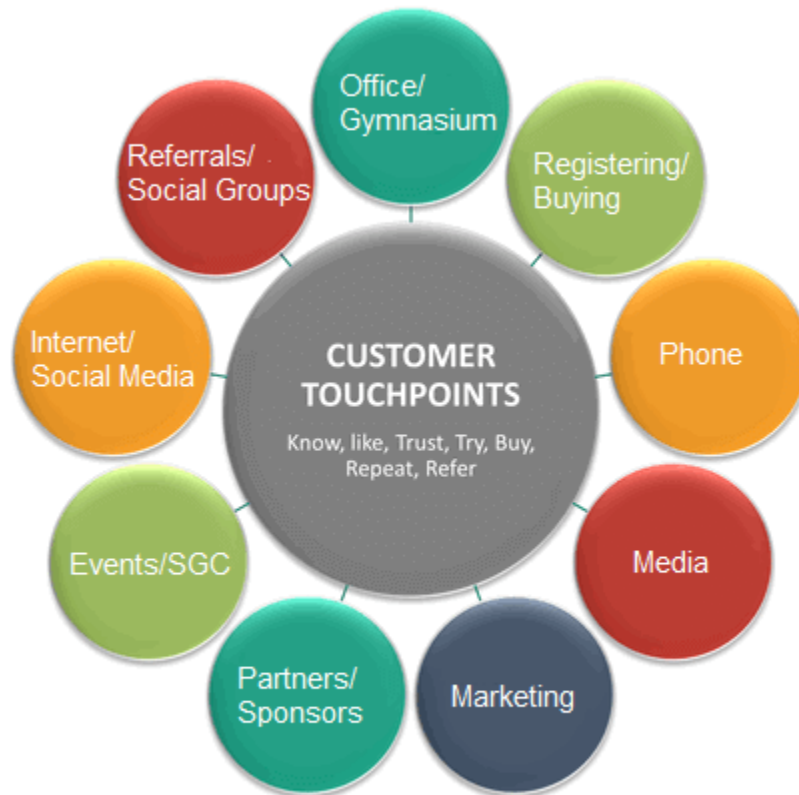 Office/
Gymnasium
Registering/
Buying
Phone
Media
Marketing
Partners/
Sponsors
Events/SGC
Internet/
Social Media
Referrals/
Social Groups
CUSTOMER
TOUCHPOINTS
Know, like, Trust, Try, Buy,
Repeat, Refer